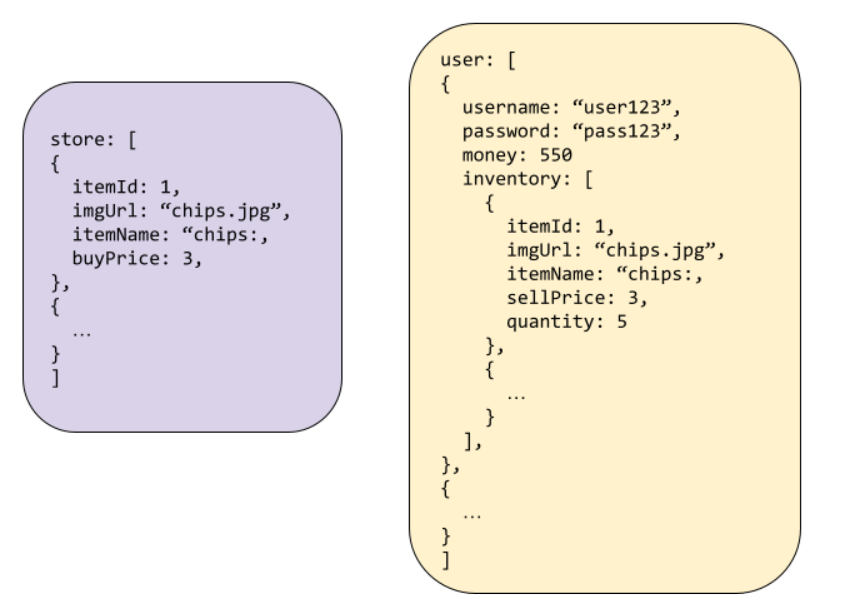 store: [
{
  itemId: 1,
  imgUrl: “chips.jpg”,
  itemName: “chips:,
  buyPrice: 3,
},
{
  …
}
]
user: [
{
  username: “user123”,
  password: “pass123”,
  money: 550
  inventory: [
    {
      itemId: 1,
      imgUrl: “chips.jpg”,
      itemName: “chips:,
      sellPrice: 3,
      quantity: 5
    },
    {
      …
    }
  ],
},
{
  …
}
]